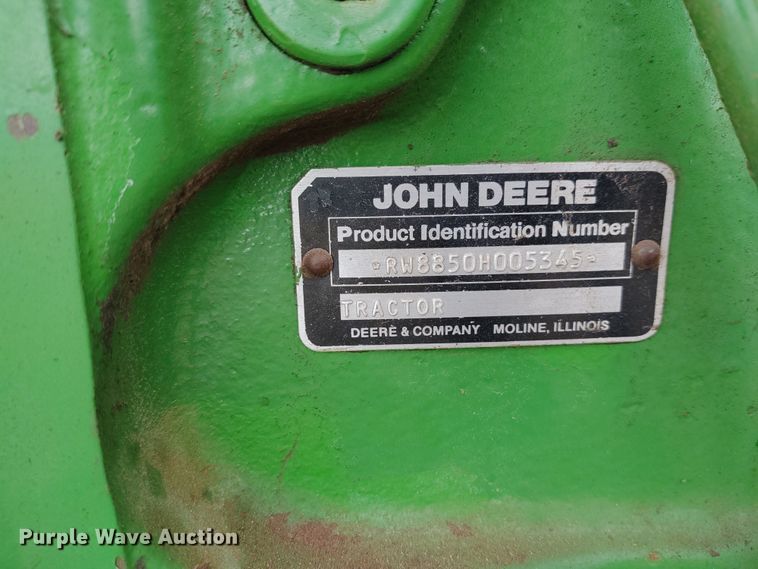 JOHN DEERE
Product Identification Number
*RW8850H005345*
TRACTOR
DEERE & COMPANY MOLINE, ILLINOIS
Purple Wave Auction